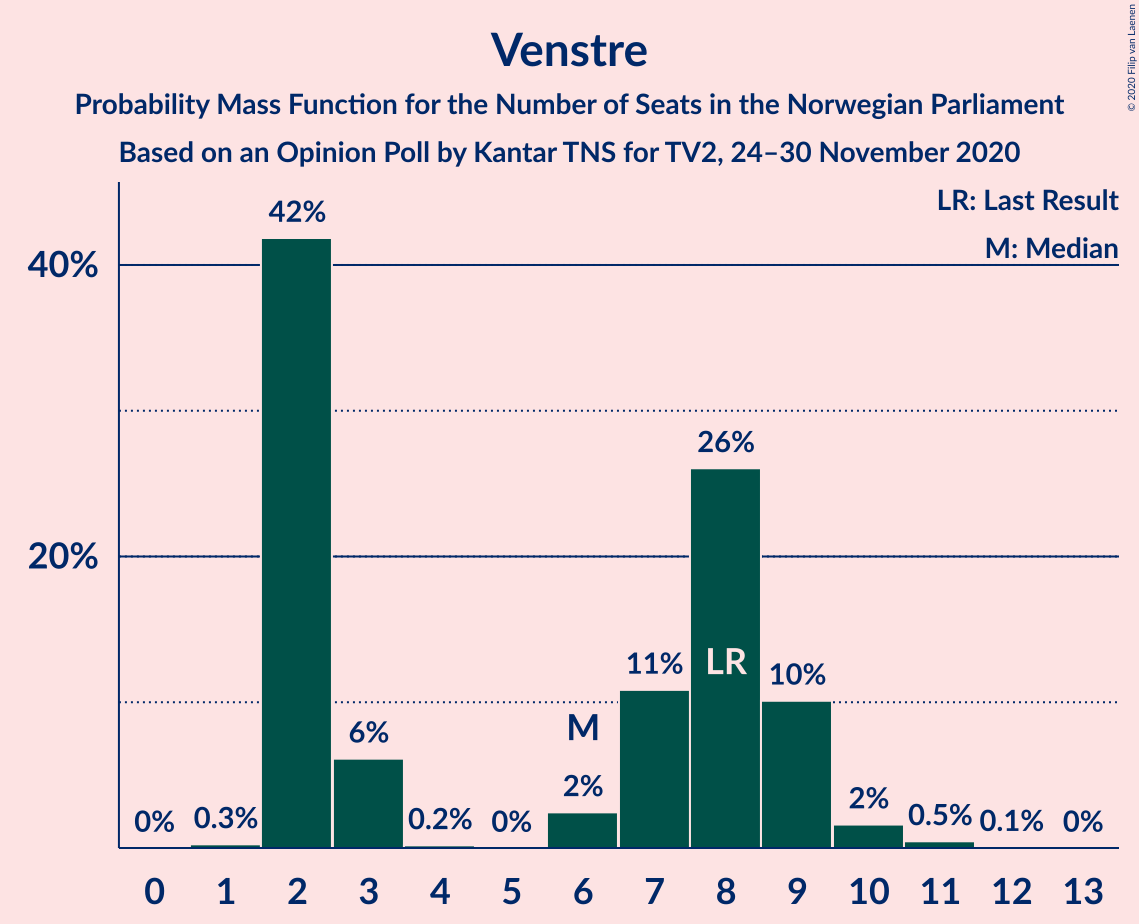 Venstre
Probability Mass Function for the Number of Seats in the Norwegian Parliament
Based on an Opinion Poll by Kantar TNS for TV2, 24–30 November 2020
© 2020 Filip van Laenen
LR: Last Result
M: Median
42%
40%
26%
20%
11%
LR
10%
M
6%
2%
2%
0%
0.3%
0.2%
0%
0.5%
0.1%
0%
0 1 2 3 4 5 6 7 8 9 10 11 12 13